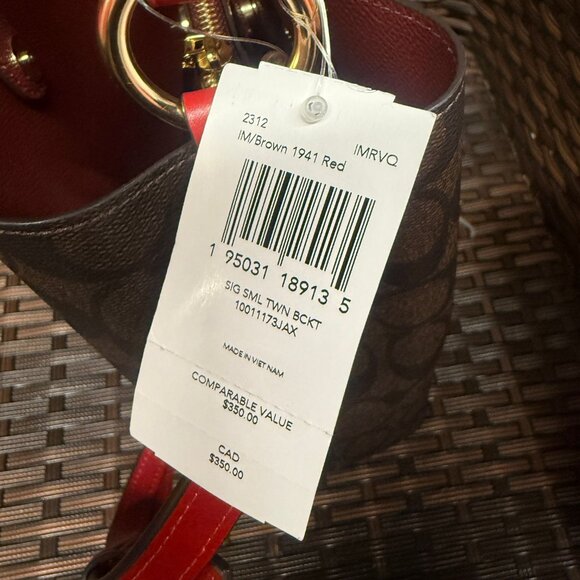 2312
IM/Brown 1941 Red IMRVQ
1 95031 18913 5
SIG SML TWN BCKT
10011173JAX
MADE IN VIET NAM
COMPARABLE VALUE
$350.00
CAD
$350.00